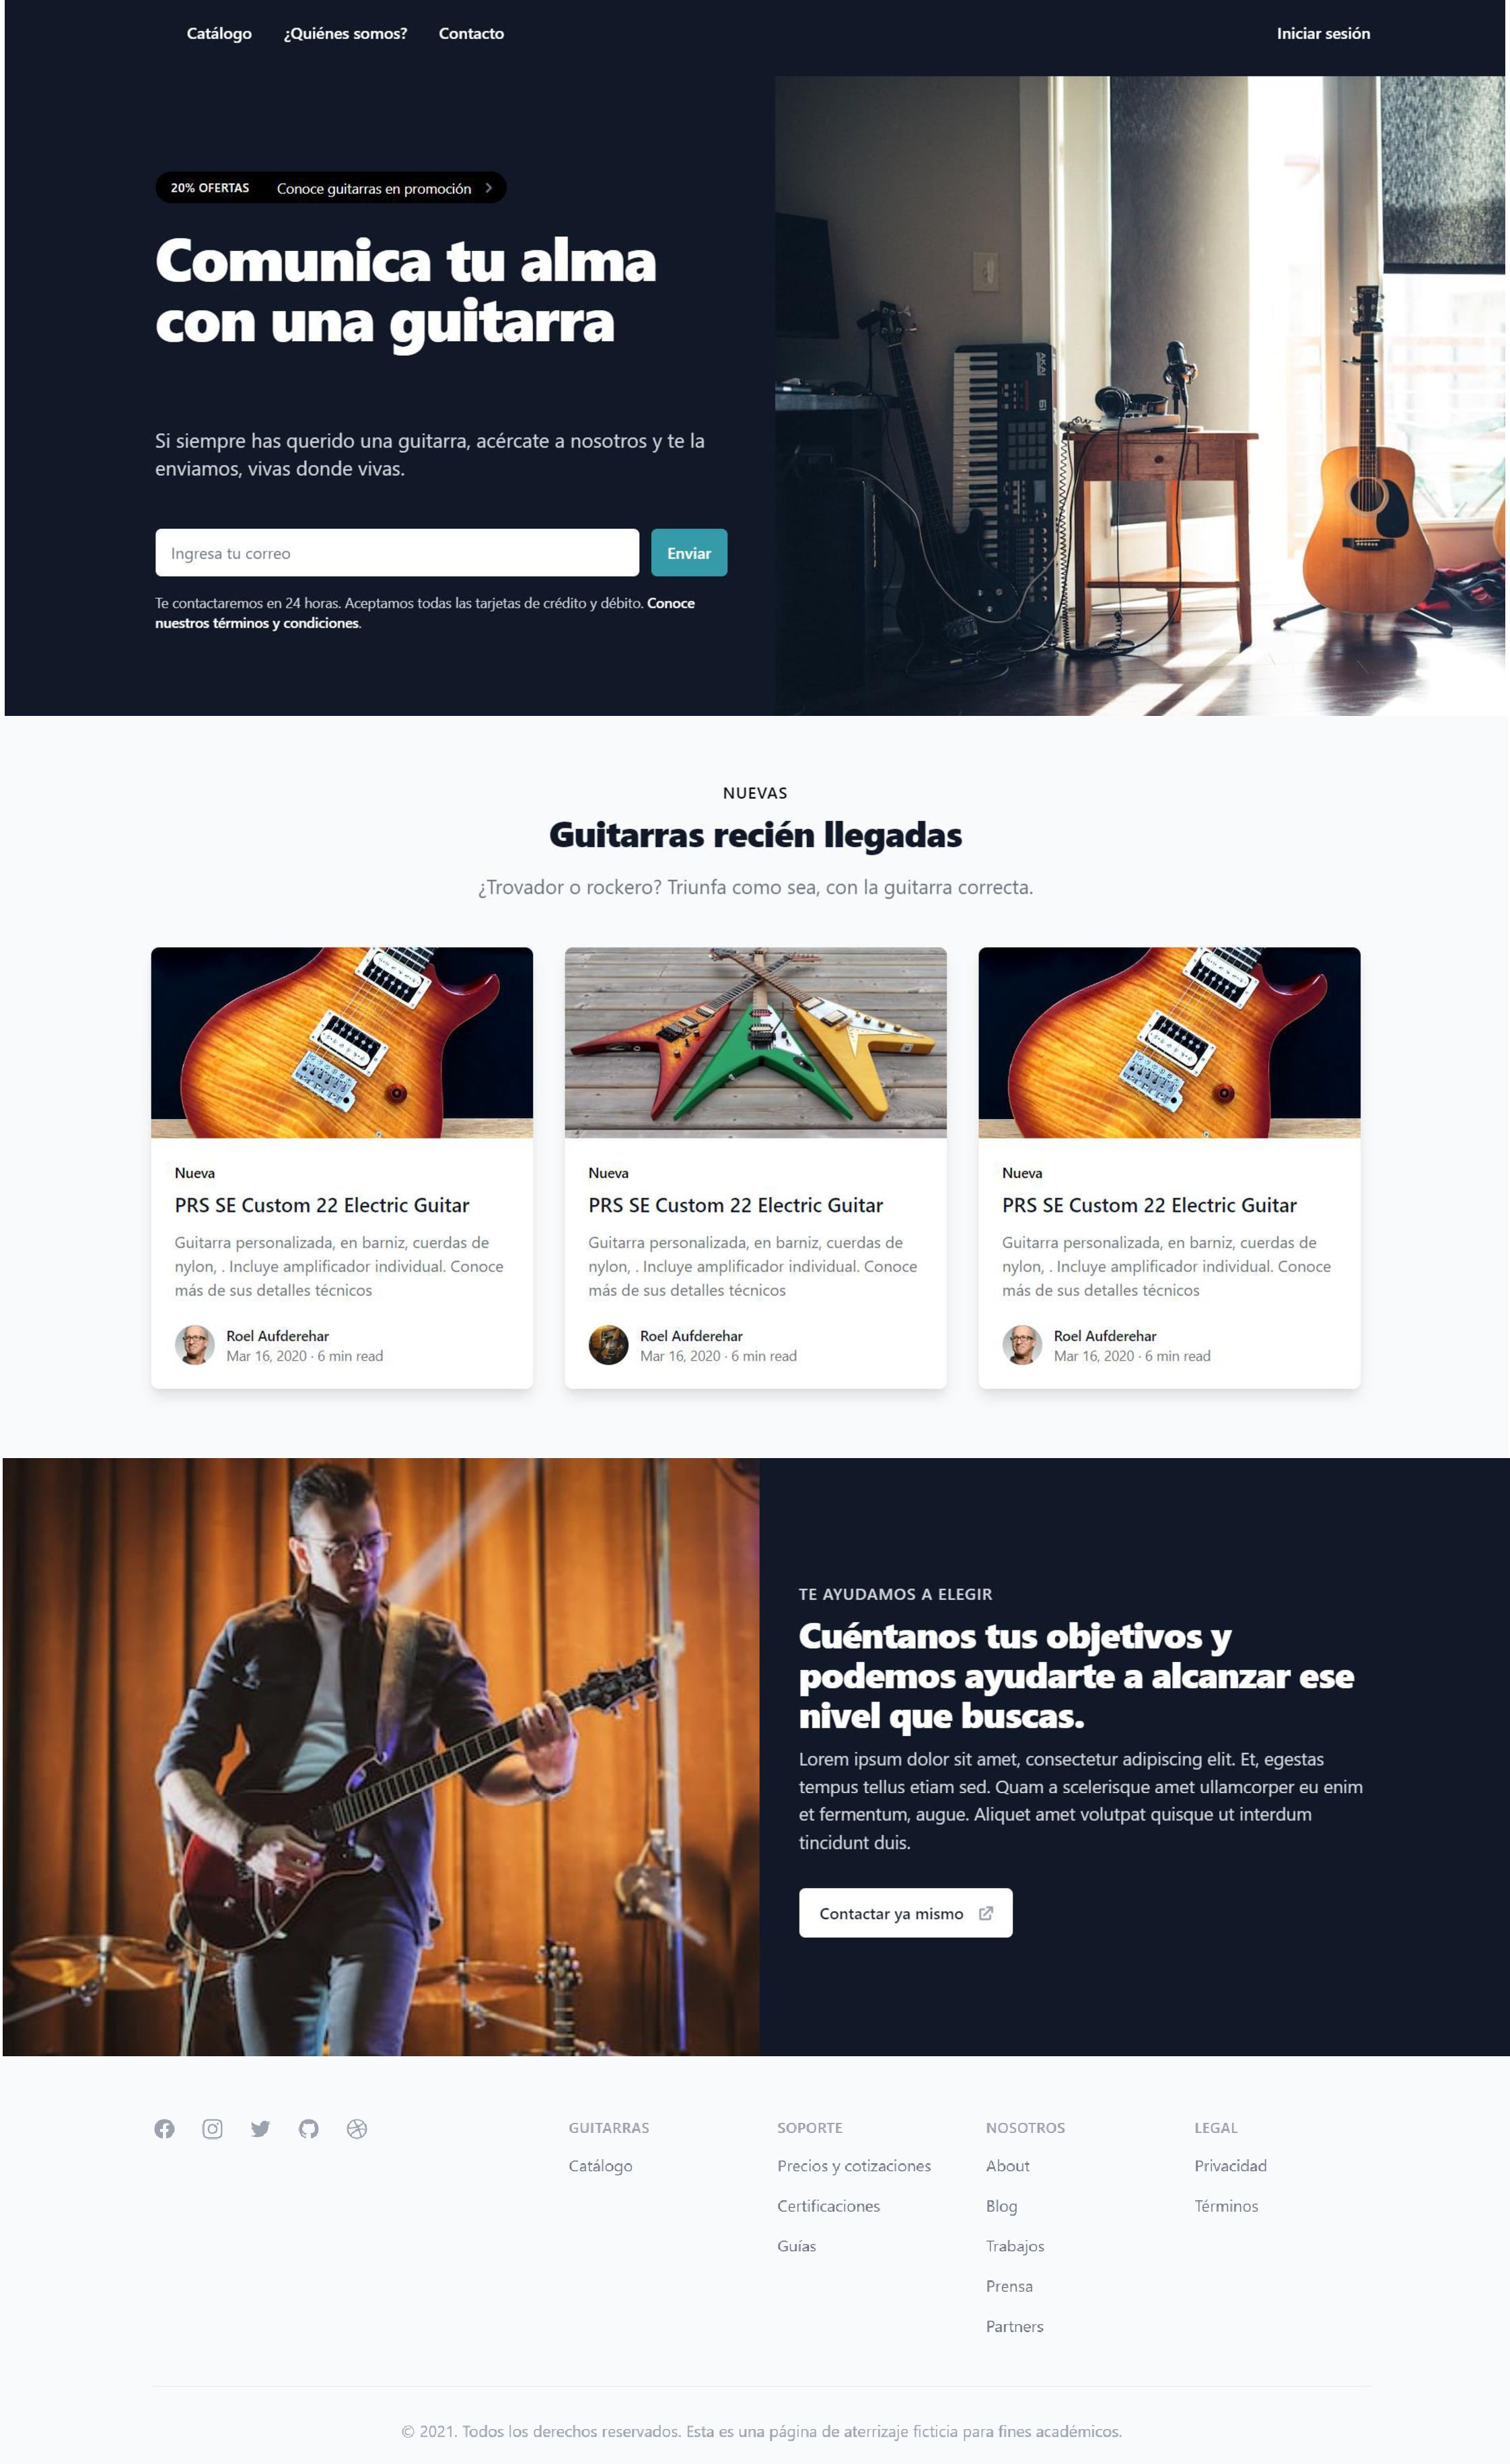 Catálogo ¿Quiénes somos? Contacto Iniciar sesión
20% OFERTAS Conoce guitarras en promoción
Comunica tu alma
con una guitarra
Si siempre has querido una guitarra, acércate a nosotros y te la
enviamos, vivas donde vivas.
Ingresa tu correo Enviar
Te contactaremos en 24 horas. Aceptamos todas las tarjetas de crédito y débito. Conoce
nuestros términos y condiciones.
AKAI
NUEVAS
Guitarras recién llegadas
¿Trovador o rockero? Triunfa como sea, con la guitarra correcta.
Nueva
PRS SE Custom 22 Electric Guitar
Guitarra personalizada, en barniz, cuerdas de
nylon, . Incluye amplificador individual. Conoce
más de sus detalles técnicos
Roel Aufderehar
Mar 16, 2020 · 6 min read
Nueva
PRS SE Custom 22 Electric Guitar
Guitarra personalizada, en barniz, cuerdas de
nylon, . Incluye amplificador individual. Conoce
más de sus detalles técnicos
Roel Aufderehar
Mar 16, 2020 · 6 min read
Nueva
PRS SE Custom 22 Electric Guitar
Guitarra personalizada, en barniz, cuerdas de
nylon, . Incluye amplificador individual. Conoce
más de sus detalles técnicos
Roel Aufderehar
Mar 16, 2020 · 6 min read
TE AYUDAMOS A ELEGIR
Cuéntanos tus objetivos y
podemos ayudarte a alcanzar ese
nivel que buscas.
Lorem ipsum dolor sit amet, consectetur adipiscing elit. Et, egestas
tempus tellus etiam sed. Quam a scelerisque amet ullamcorper eu enim
et fermentum, augue. Aliquet amet volutpat quisque ut interdum
tincidunt duis.
Contactar ya mismo
GUITARRAS
Catálogo
SOPORTE
Precios y cotizaciones
Certificaciones
Guías
NOSOTROS
About
Blog
Trabajos
Prensa
Partners
LEGAL
Privacidad
Términos
© 2021. Todos los derechos reservados. Esta es una página de aterrizaje ficticia para fines académicos.